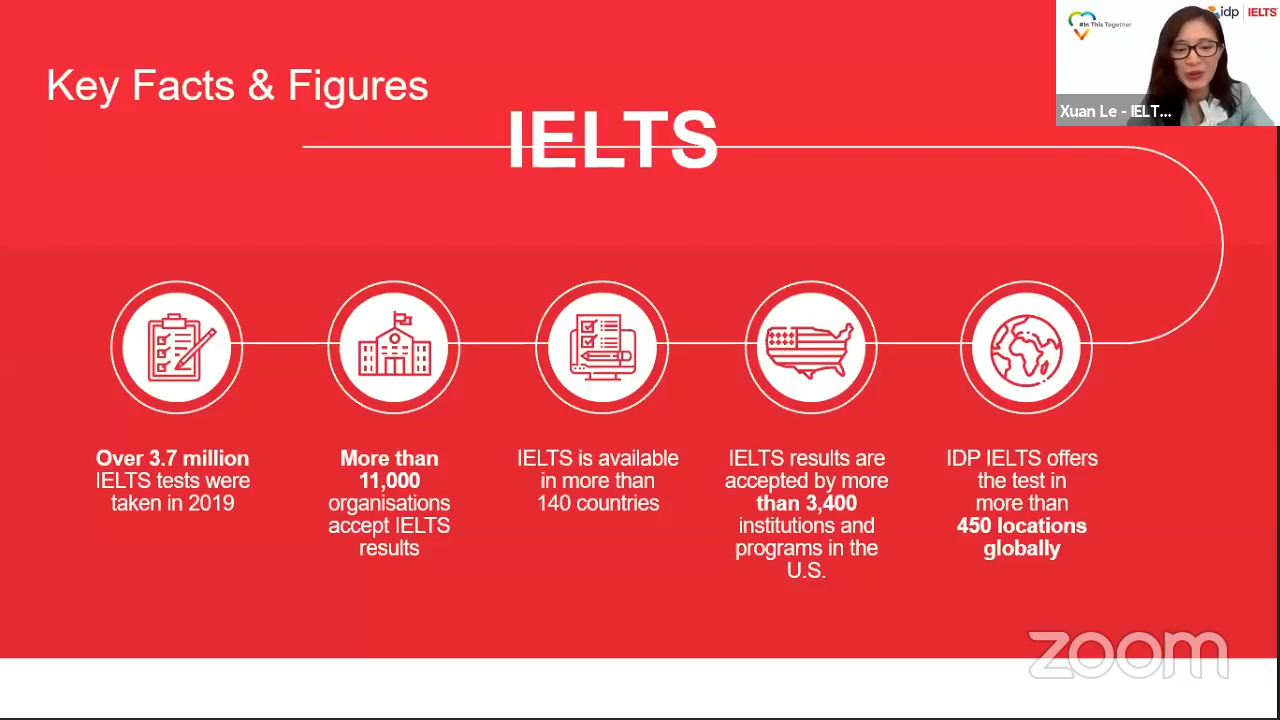 Key Facts & Figures
IELTS
#In This Together
idp IELTS
Xuan Le - IELT...
Over 3.7 million
IELTS tests were
taken in 2019
More than
11,000
organisations
accept IELTS
results
IELTS is available
in more than
140 countries
IELTS results are
accepted by more
than 3,400
institutions and
programs in the
U.S.
IDP IELTS offers
the test in
more than
450 locations
globally
zoom